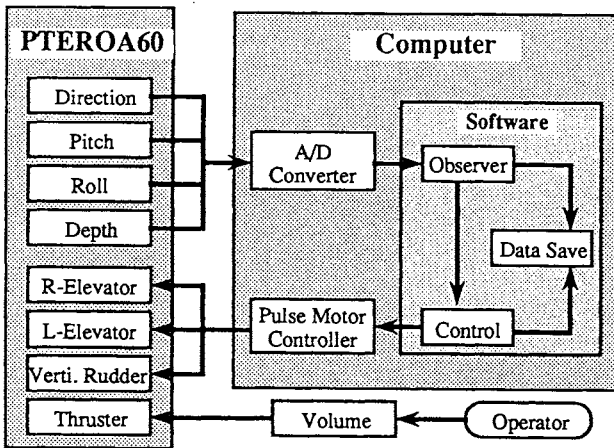 PTEROA60
Direction
Pitch
Roll
Depth
R-Elevator
L-Elevator
Verti. Rudder
Thruster
Computer
A/D
Converter
Pulse Motor
Controller
Software
Observer
Data Save
Control
Volume
Operator